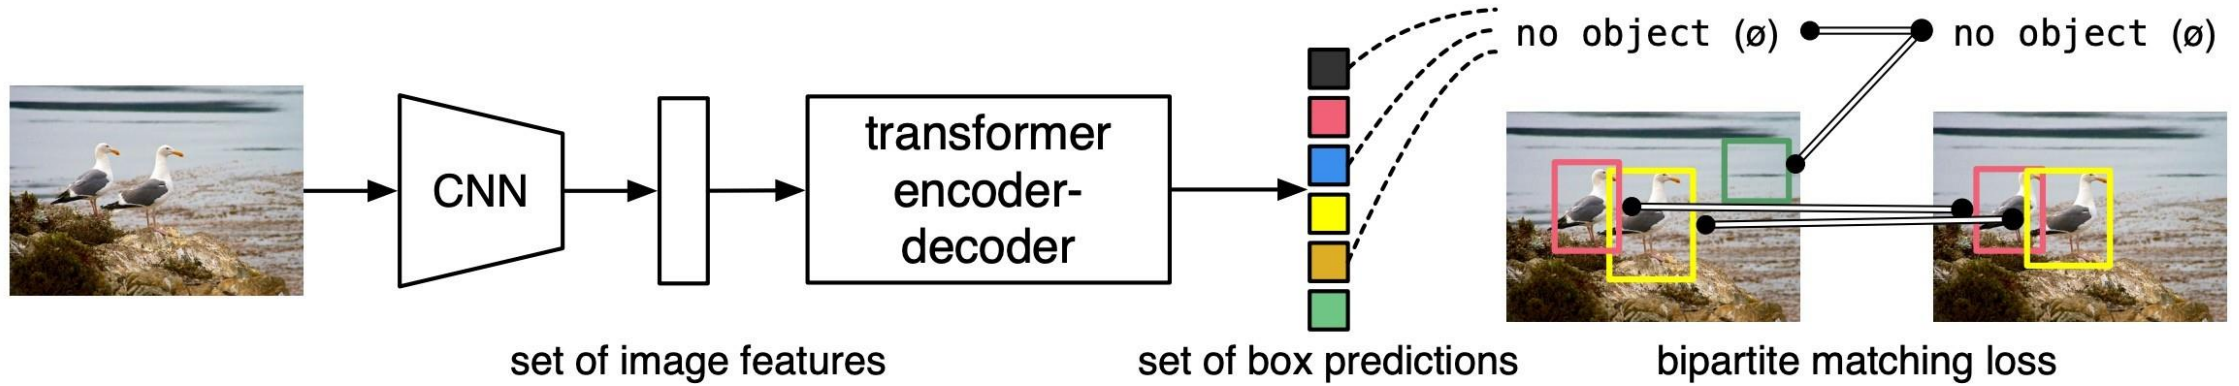 no object (ø)
no object (ø)
CNN
transformer
encoder-
decoder
set of image features
set of box predictions
bipartite matching loss